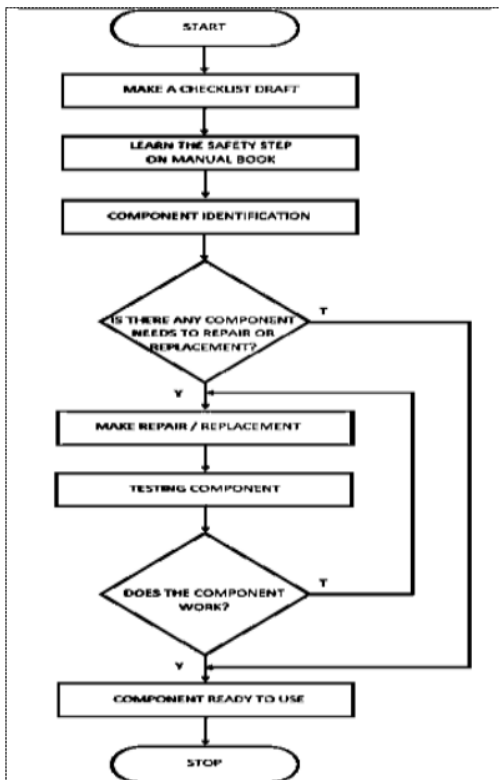 START
MAKE A CHECKLIST DRAFT
LEARN THE SAFETY STEP
ON MANUAL BOOK
COMPONENT IDENTIFICATION
IS THERE ANY COMPONENT
NEEDS TO REPAIR OR
REPLACEMENT?
T
Y
MAKE REPAIR / REPLACEMENT
TESTING COMPONENT
DOES THE COMPONENT
WORK?
T
Y
COMPONENT READY TO USE
STOP